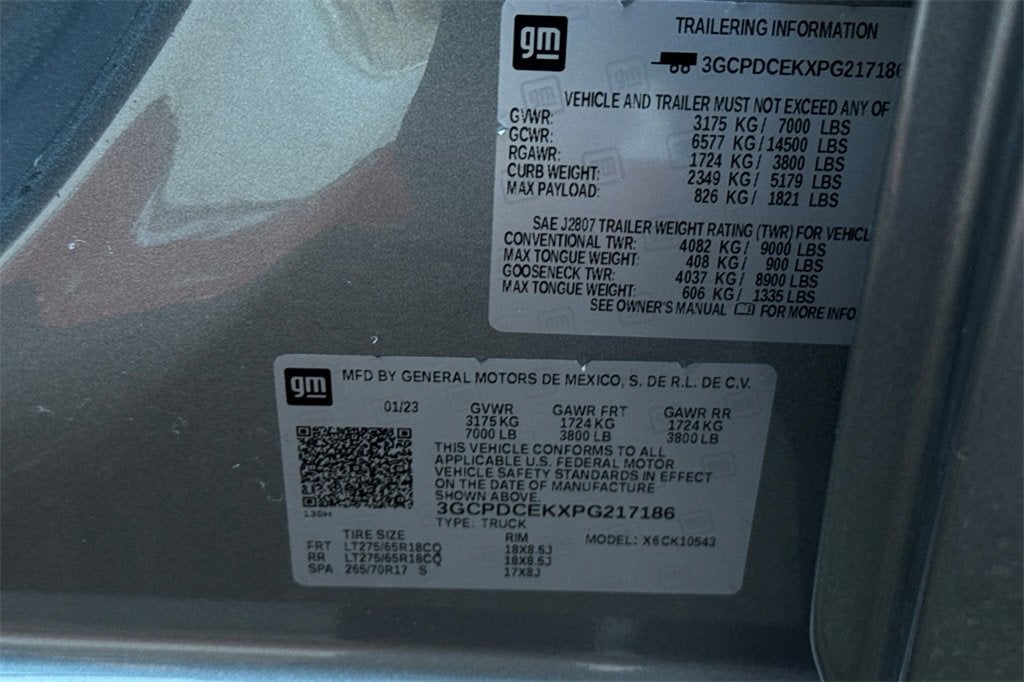 gm
TRAILERING INFORMATION
3GCPDCEKXPG217186
VEHICLE AND TRAILER MUST NOT EXCEED ANY OF
GVWR: 3175 KG/ 7000 LBS
GCWR: 6577 KG/14500 LBS
RGAWR: 1724 KG/ 3800 LBS
CURB WEIGHT: 2349 KG/ 5179 LBS
MAX PAYLOAD: 826 KG/ 1821 LBS
SAE J2807 TRAILER WEIGHT RATING (TWR) FOR VEHICL
CONVENTIONAL TWR: 4082 KG/ 9000 LBS
MAX TONGUE WEIGHT: 408 KG/ 900 LBS
GOOSENECK TWR: 4037 KG/ 8900 LBS
MAX TONGUE WEIGHT: 606 KG/ 1335 LBS
SEE OWNER'S MANUAL FOR MORE INFO
gm
MFD BY GENERAL MOTORS DE MEXICO, S. DE R.L. DE C.V.
01/23 GVWR GAWR FRT GAWR RR
3175 KG 1724 KG 1724 KG
7000 LB 3800 LB 3800 LB
THIS VEHICLE CONFORMS TO ALL
APPLICABLE U.S. FEDERAL MOTOR
VEHICLE SAFETY STANDARDS IN EFFECT
ON THE DATE OF MANUFACTURE
SHOWN ABOVE.
3GCPDCEKXPG217186
130H
TYPE: TRUCK
TIRE SIZE RIM MODEL: X6CK10543
FRT LT275/65R18CQ 18X8.5J
RR LT275/65R18CQ 18X8.5J
SPA 265/70R17 S 17X8J